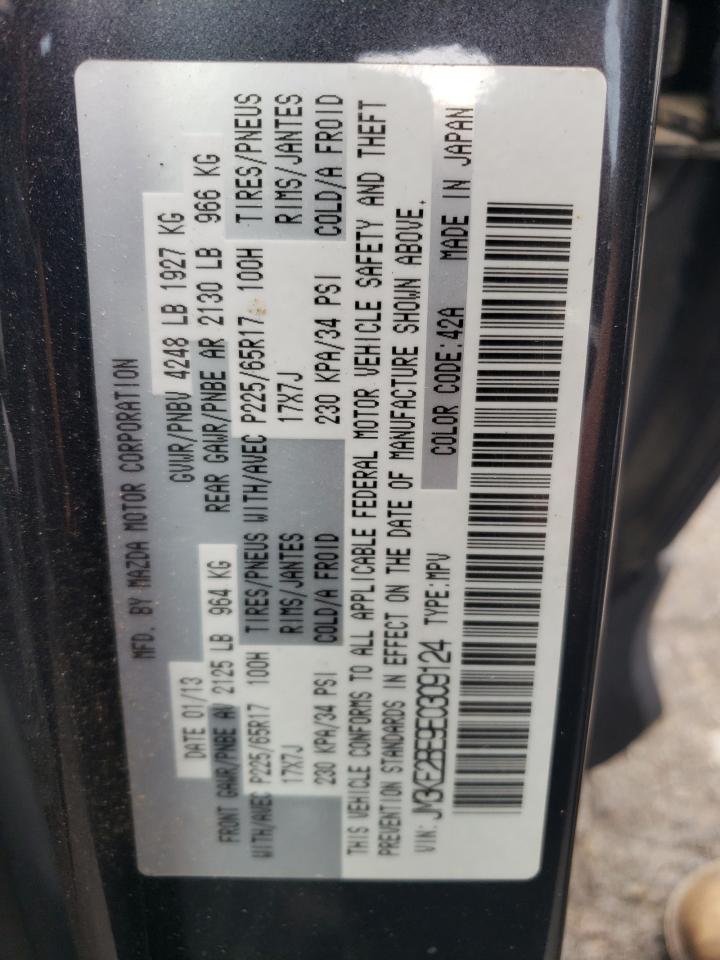 MFD. BY MAZDA MOTOR CORPORATION
DATE 01/13 GVWR/PNBV 4248 LB 1927 KG
FRONT GAWR/PNBE AV 2125 LB 964 KG REAR GAWR/PNBE AR 2130 LB 966 KG
WITH/AVEC P225/65R17 100H TIRES/PNEUS WITH/AVEC P225/65R17 100H TIRES/PNEUS
17X7J RIMS/JANTES 17X7J RIMS/JANTES
230 KPA/34 PSI COLD/A FROID 230 KPA/34 PSI COLD/A FROID
THIS VEHICLE CONFORMS TO ALL APPLICABLE FEDERAL MOTOR VEHICLE SAFETY AND THEFT
PREVENTION STANDARDS IN EFFECT ON THE DATE OF MANUFACTURE SHOWN ABOVE.
VIN: JM3KE2BE9E0309124 TYPE:MPV COLOR CODE:42A MADE IN JAPAN